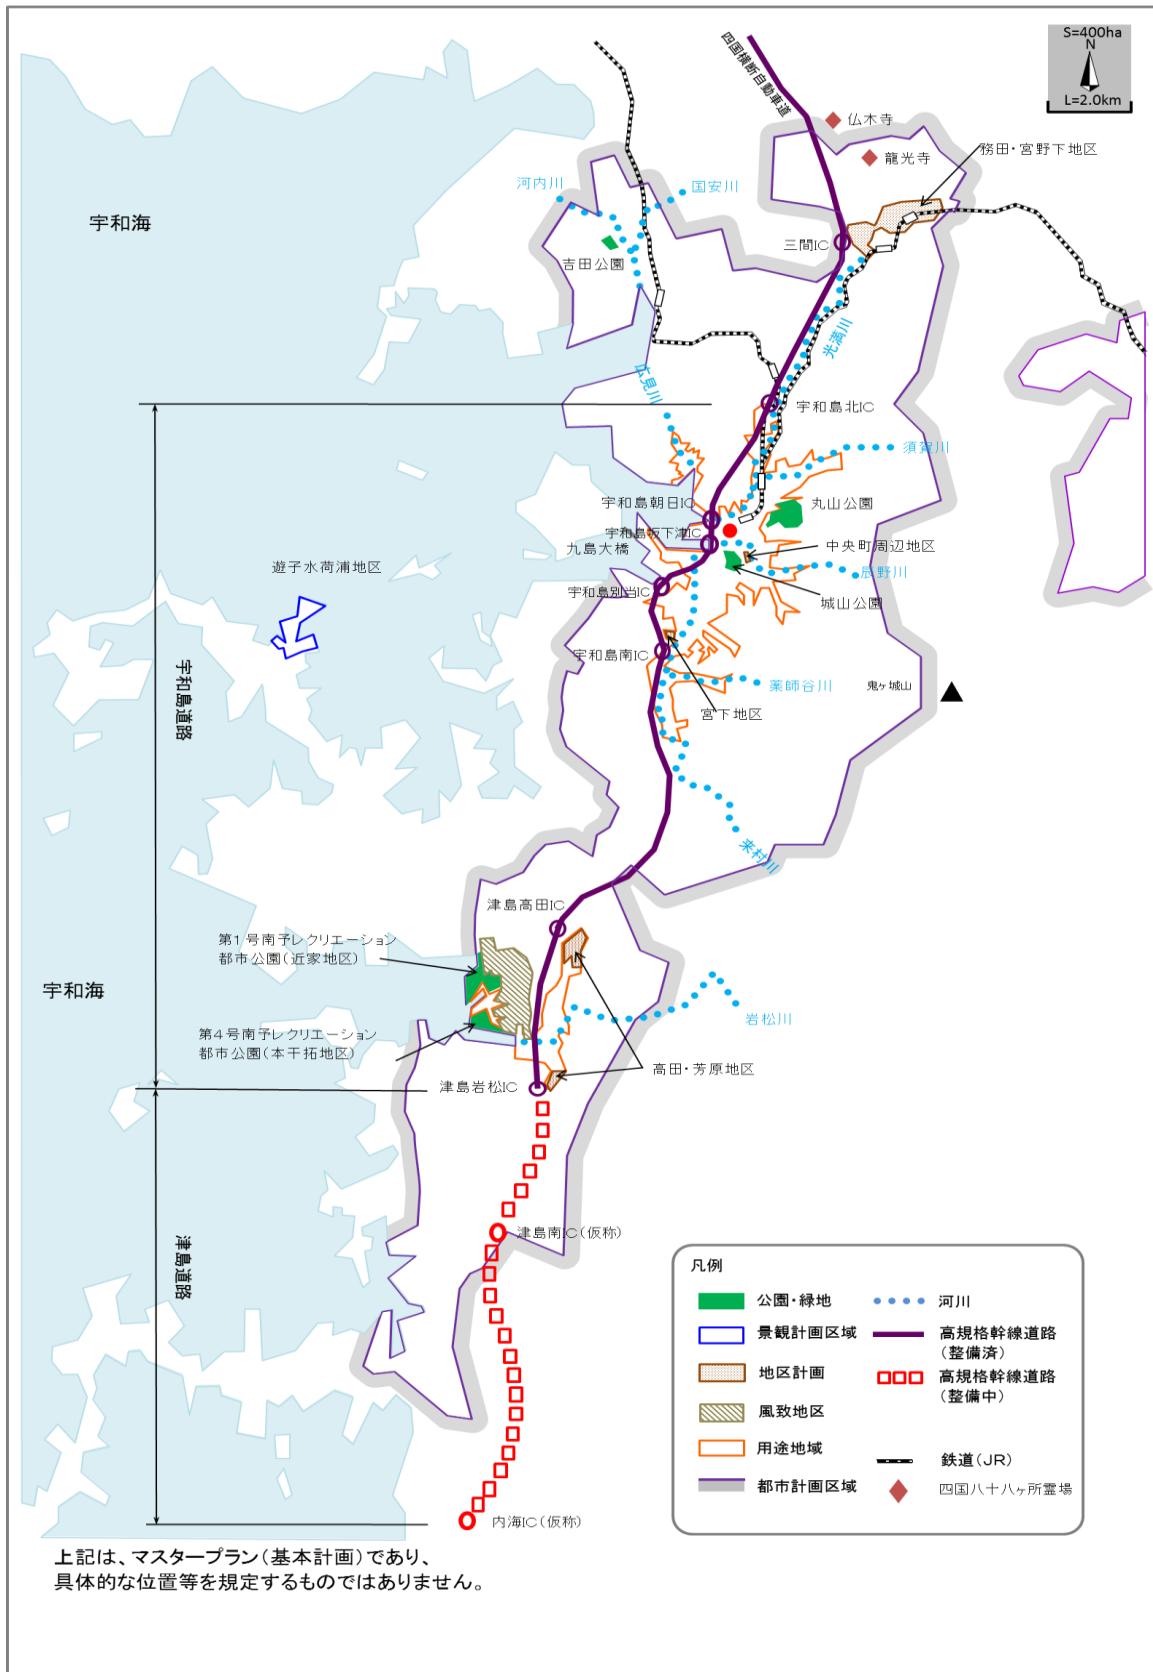 S=400ha
N
L=2.0km
四国横断自動車道
仏木寺
龍光寺
務田・宮野下地区
河内川
国安川
宇和海
吉田公園
三間IC
光満川
広見川
宇和島北IC
須賀川
宇和島朝日IC
丸山公園
宇和島坂下津IC
九島大橋
中央町周辺地区
遊子水荷浦地区
辰野川
宇和島別当IC
城山公園
宇和島南IC
宇和島道路
薬師谷川
鬼ヶ城山
宮下地区
来村川
津島高田IC
第1号南予レクリエーション
都市公園(近家地区)
宇和海
岩松川
第4号南予レクリエーション
都市公園(本干拓地区)
高田・芳原地区
津島岩松IC
津島南IC(仮称)
津島道路
内海IC(仮称)
凡例
公園・緑地
河川
景観計画区域
高規格幹線道路
(整備済)
地区計画
高規格幹線道路
(整備中)
風致地区
用途地域
鉄道(JR)
都市計画区域
四国八十八ヶ所霊場
上記は、マスタープラン(基本計画)であり、
具体的な位置等を規定するものではありません。